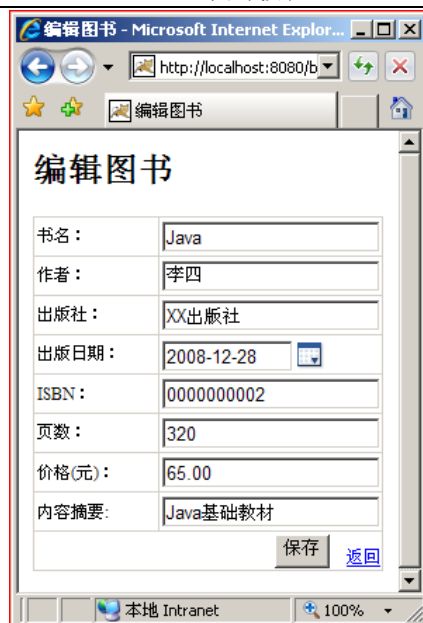 编辑图书 - Microsoft Internet Explor...
http://localhost:8080/b
编辑图书
编辑图书
书名： Java
作者： 李四
出版社： XX出版社
出版日期： 2008-12-28
ISBN： 0000000002
页数： 320
价格(元)： 65.00
内容摘要: Java基础教材
保存 返回
本地 Intranet 100%